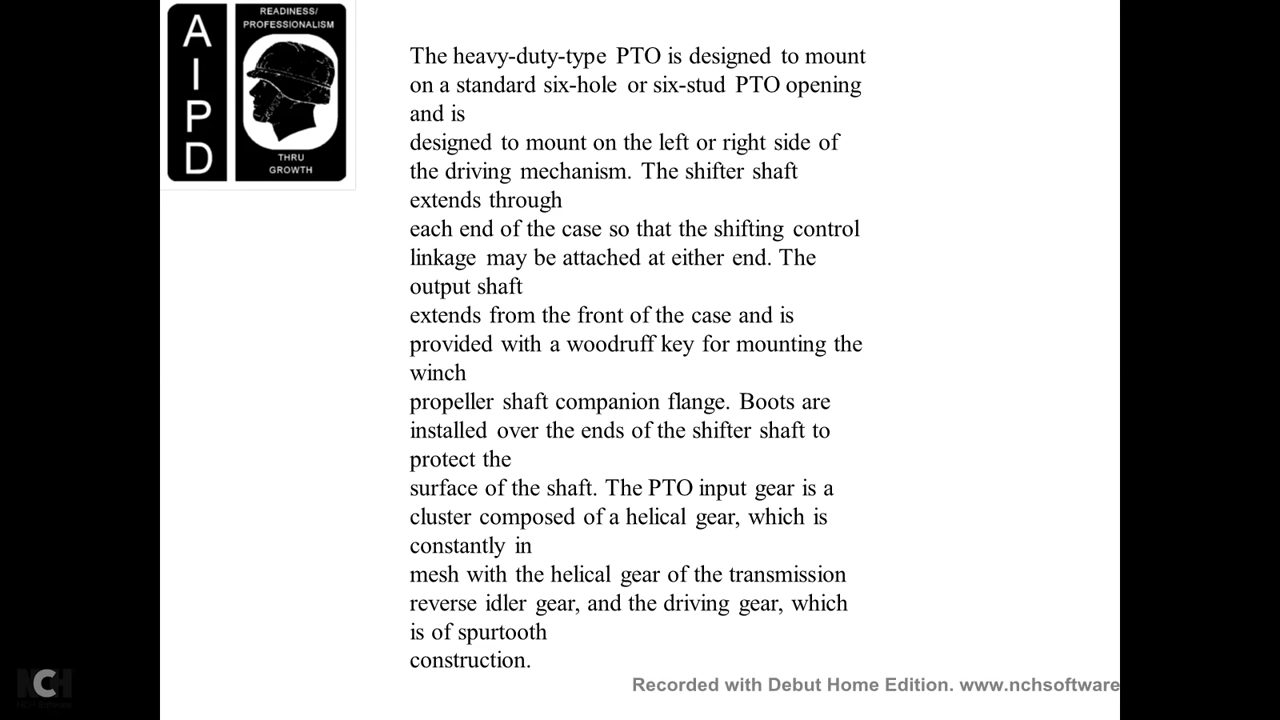 READINESS/
PROFESSIONALISM
A
I
P
D
THRU
GROWTH
The heavy-duty-type PTO is designed to mount
on a standard six-hole or six-stud PTO opening
and is
designed to mount on the left or right side of
the driving mechanism. The shifter shaft
extends through
each end of the case so that the shifting control
linkage may be attached at either end. The
output shaft
extends from the front of the case and is
provided with a woodruff key for mounting the
winch
propeller shaft companion flange. Boots are
installed over the ends of the shifter shaft to
protect the
surface of the shaft. The PTO input gear is a
cluster composed of a helical gear, which is
constantly in
mesh with the helical gear of the transmission
reverse idler gear, and the driving gear, which
is of spurtooth
construction.
NCH
NCH Software
Recorded with Debut Home Edition. www.nchsoftware